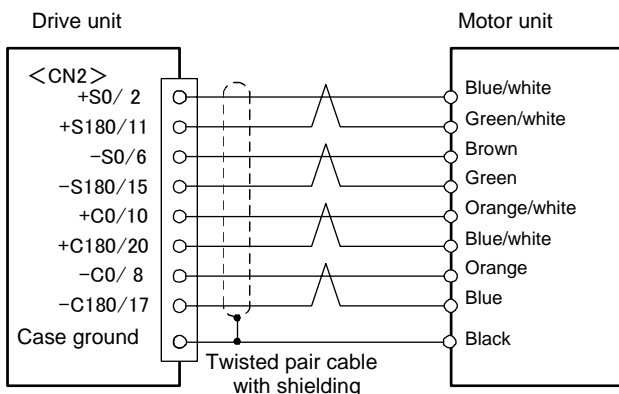 Drive unit
Motor unit
<CN2>
+S0/ 2
Blue/white
+S180/11
Green/white
-S0/6
Brown
-S180/15
Green
+C0/10
Orange/white
+C180/20
Blue/white
-C0/ 8
Orange
-C180/17
Blue
Case ground
Black
Twisted pair cable
with shielding